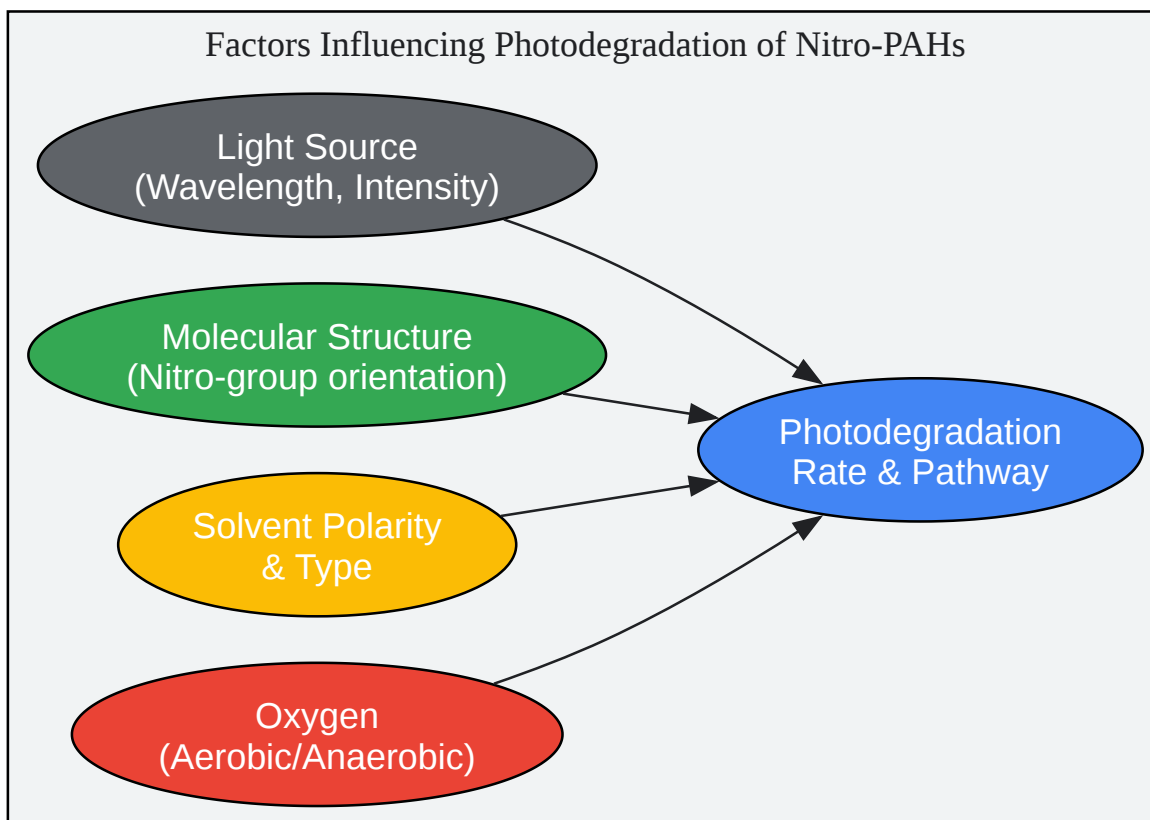 Factors Influencing Photodegradation of Nitro-PAHs
Light Source
(Wavelength, Intensity)
Molecular Structure
(Nitro-group orientation)
Photodegradation
Rate & Pathway
Solvent Polarity
& Type
Oxygen
(Aerobic/Anaerobic)